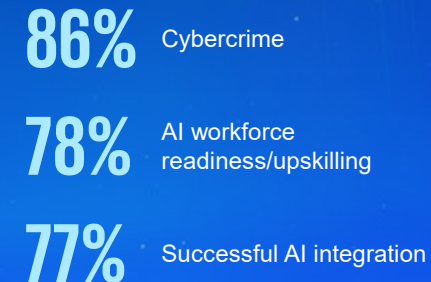 86% Cybercrime
78% AI workforce
readiness/upskilling
77% Successful AI integration